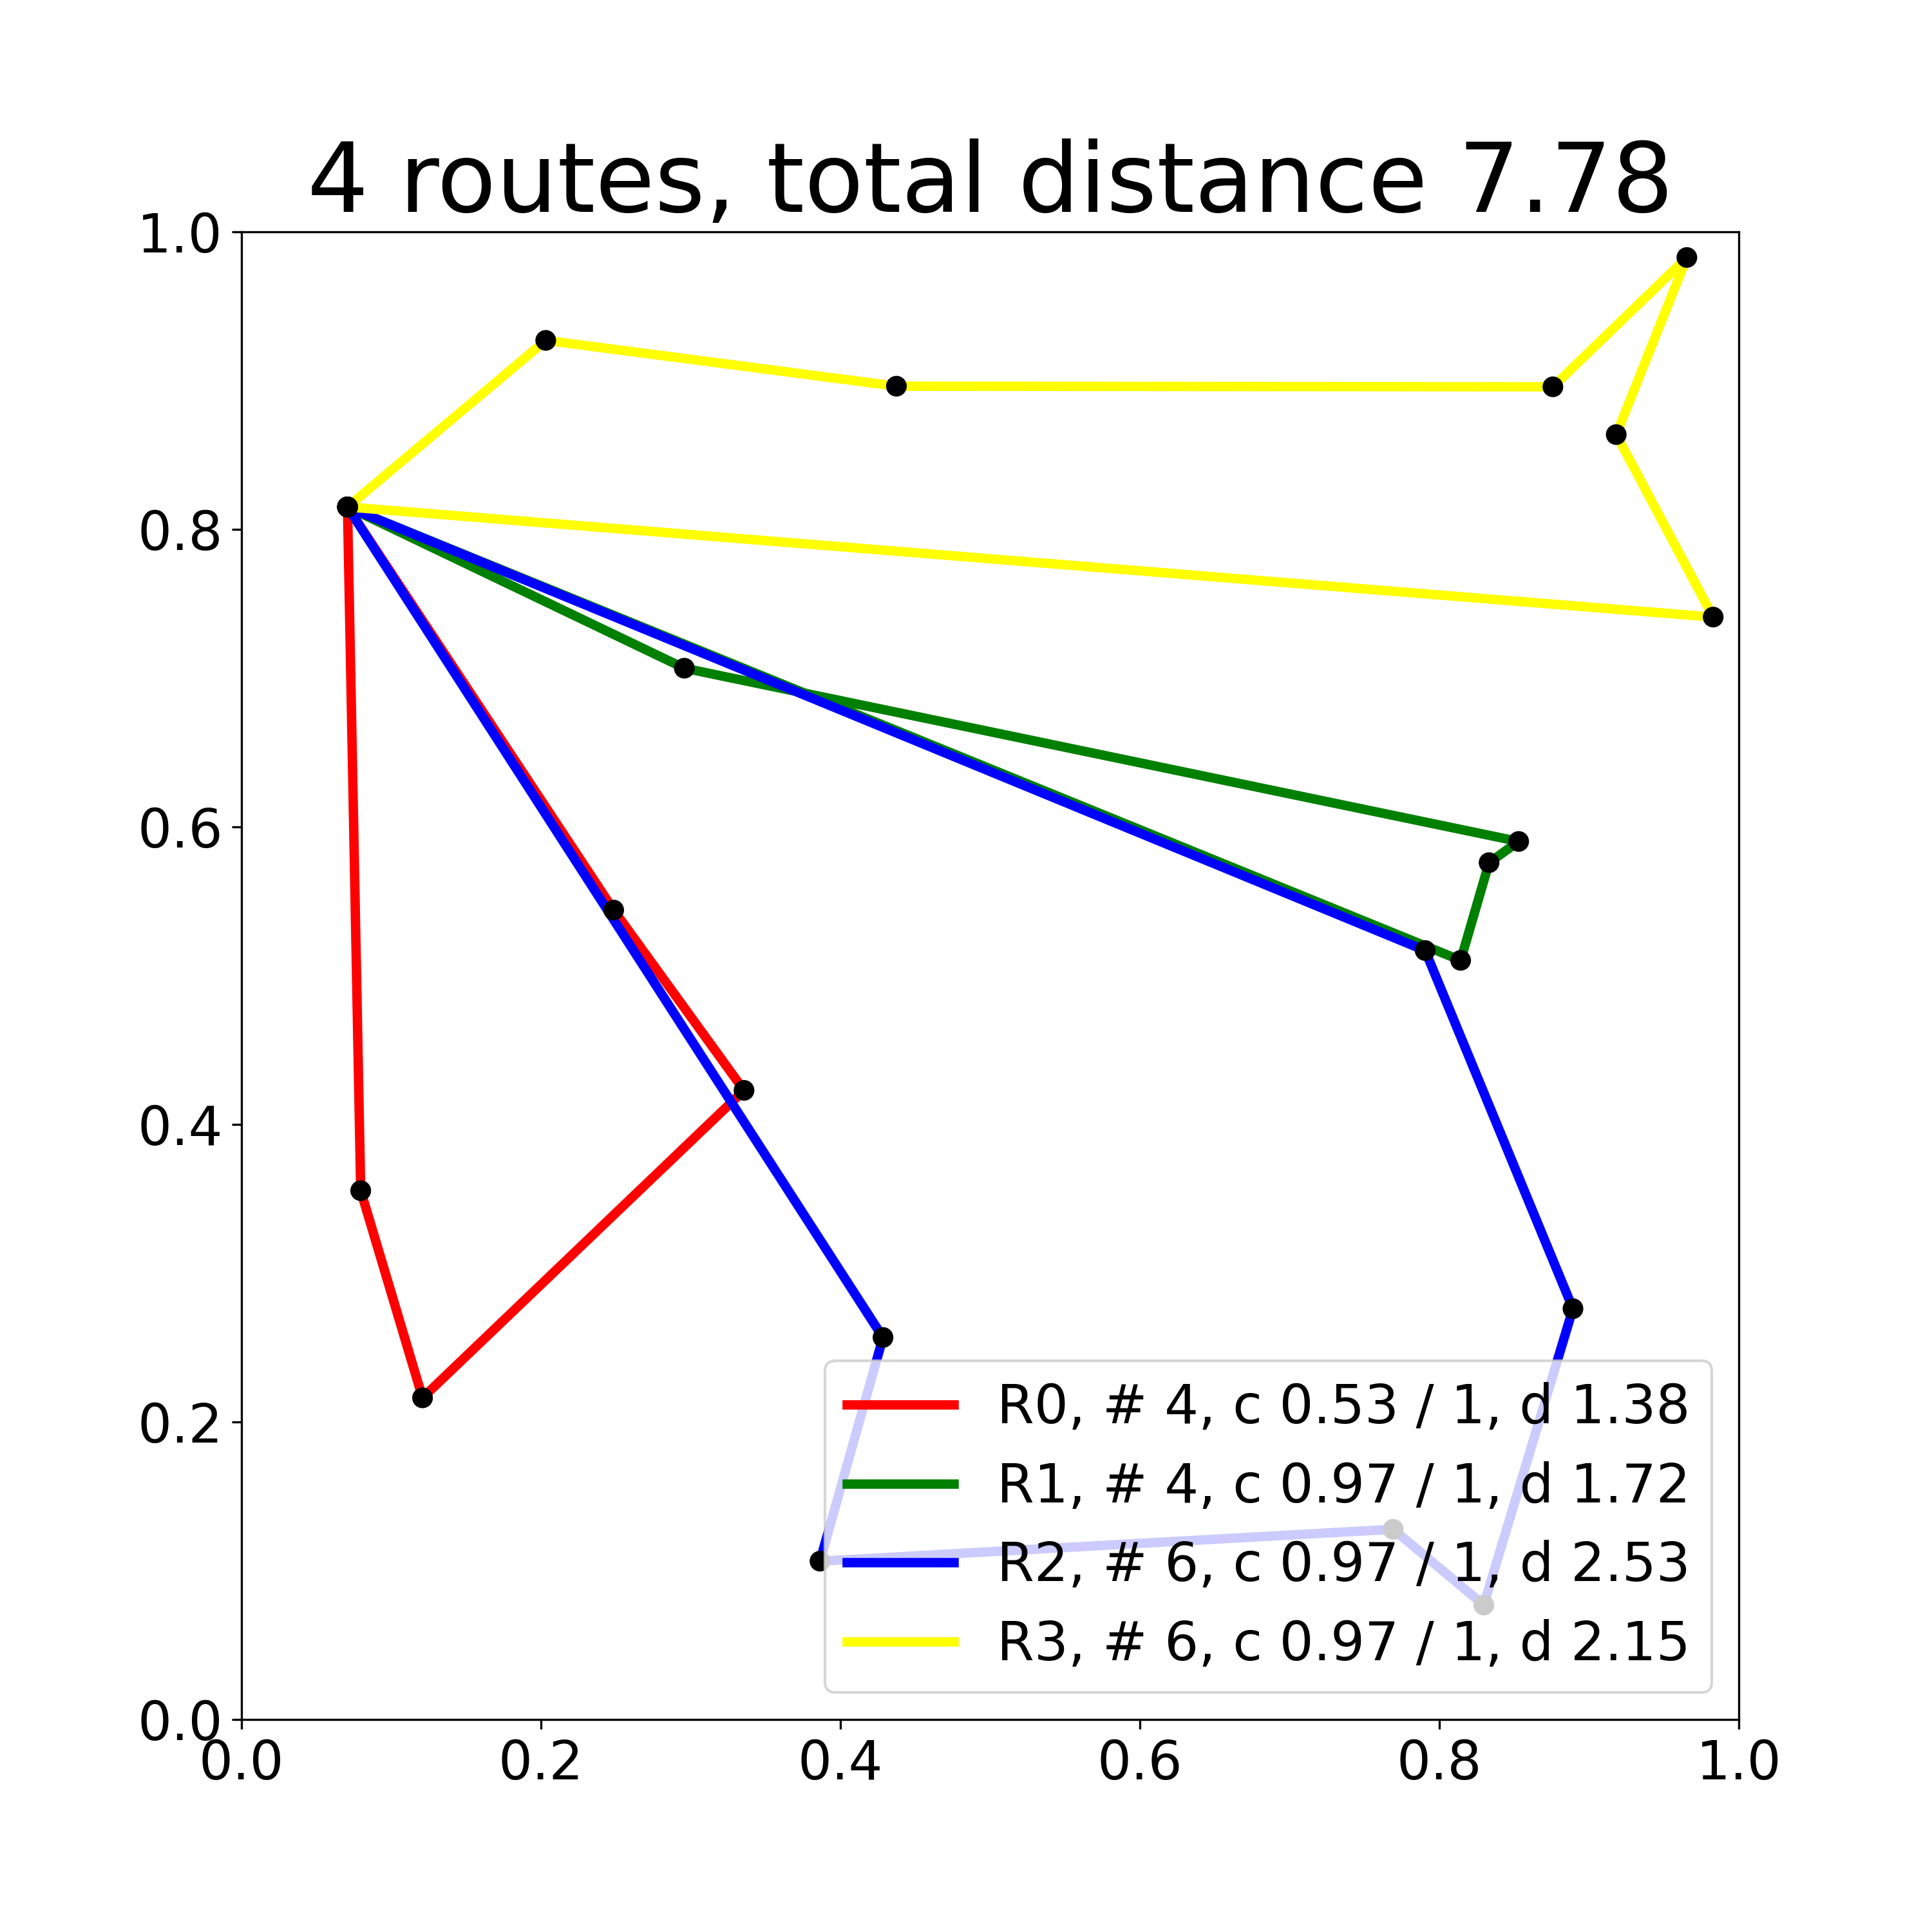 4 routes, total distance 7.78
1.0
0.8
0.6
0.4
0.2
0.0
0.0 0.2 0.4 0.6 0.8 1.0
R0, # 4, c 0.53 / 1, d 1.38
R1, # 4, c 0.97 / 1, d 1.72
R2, # 6, c 0.97 / 1, d 2.53
R3, # 6, c 0.97 / 1, d 2.15